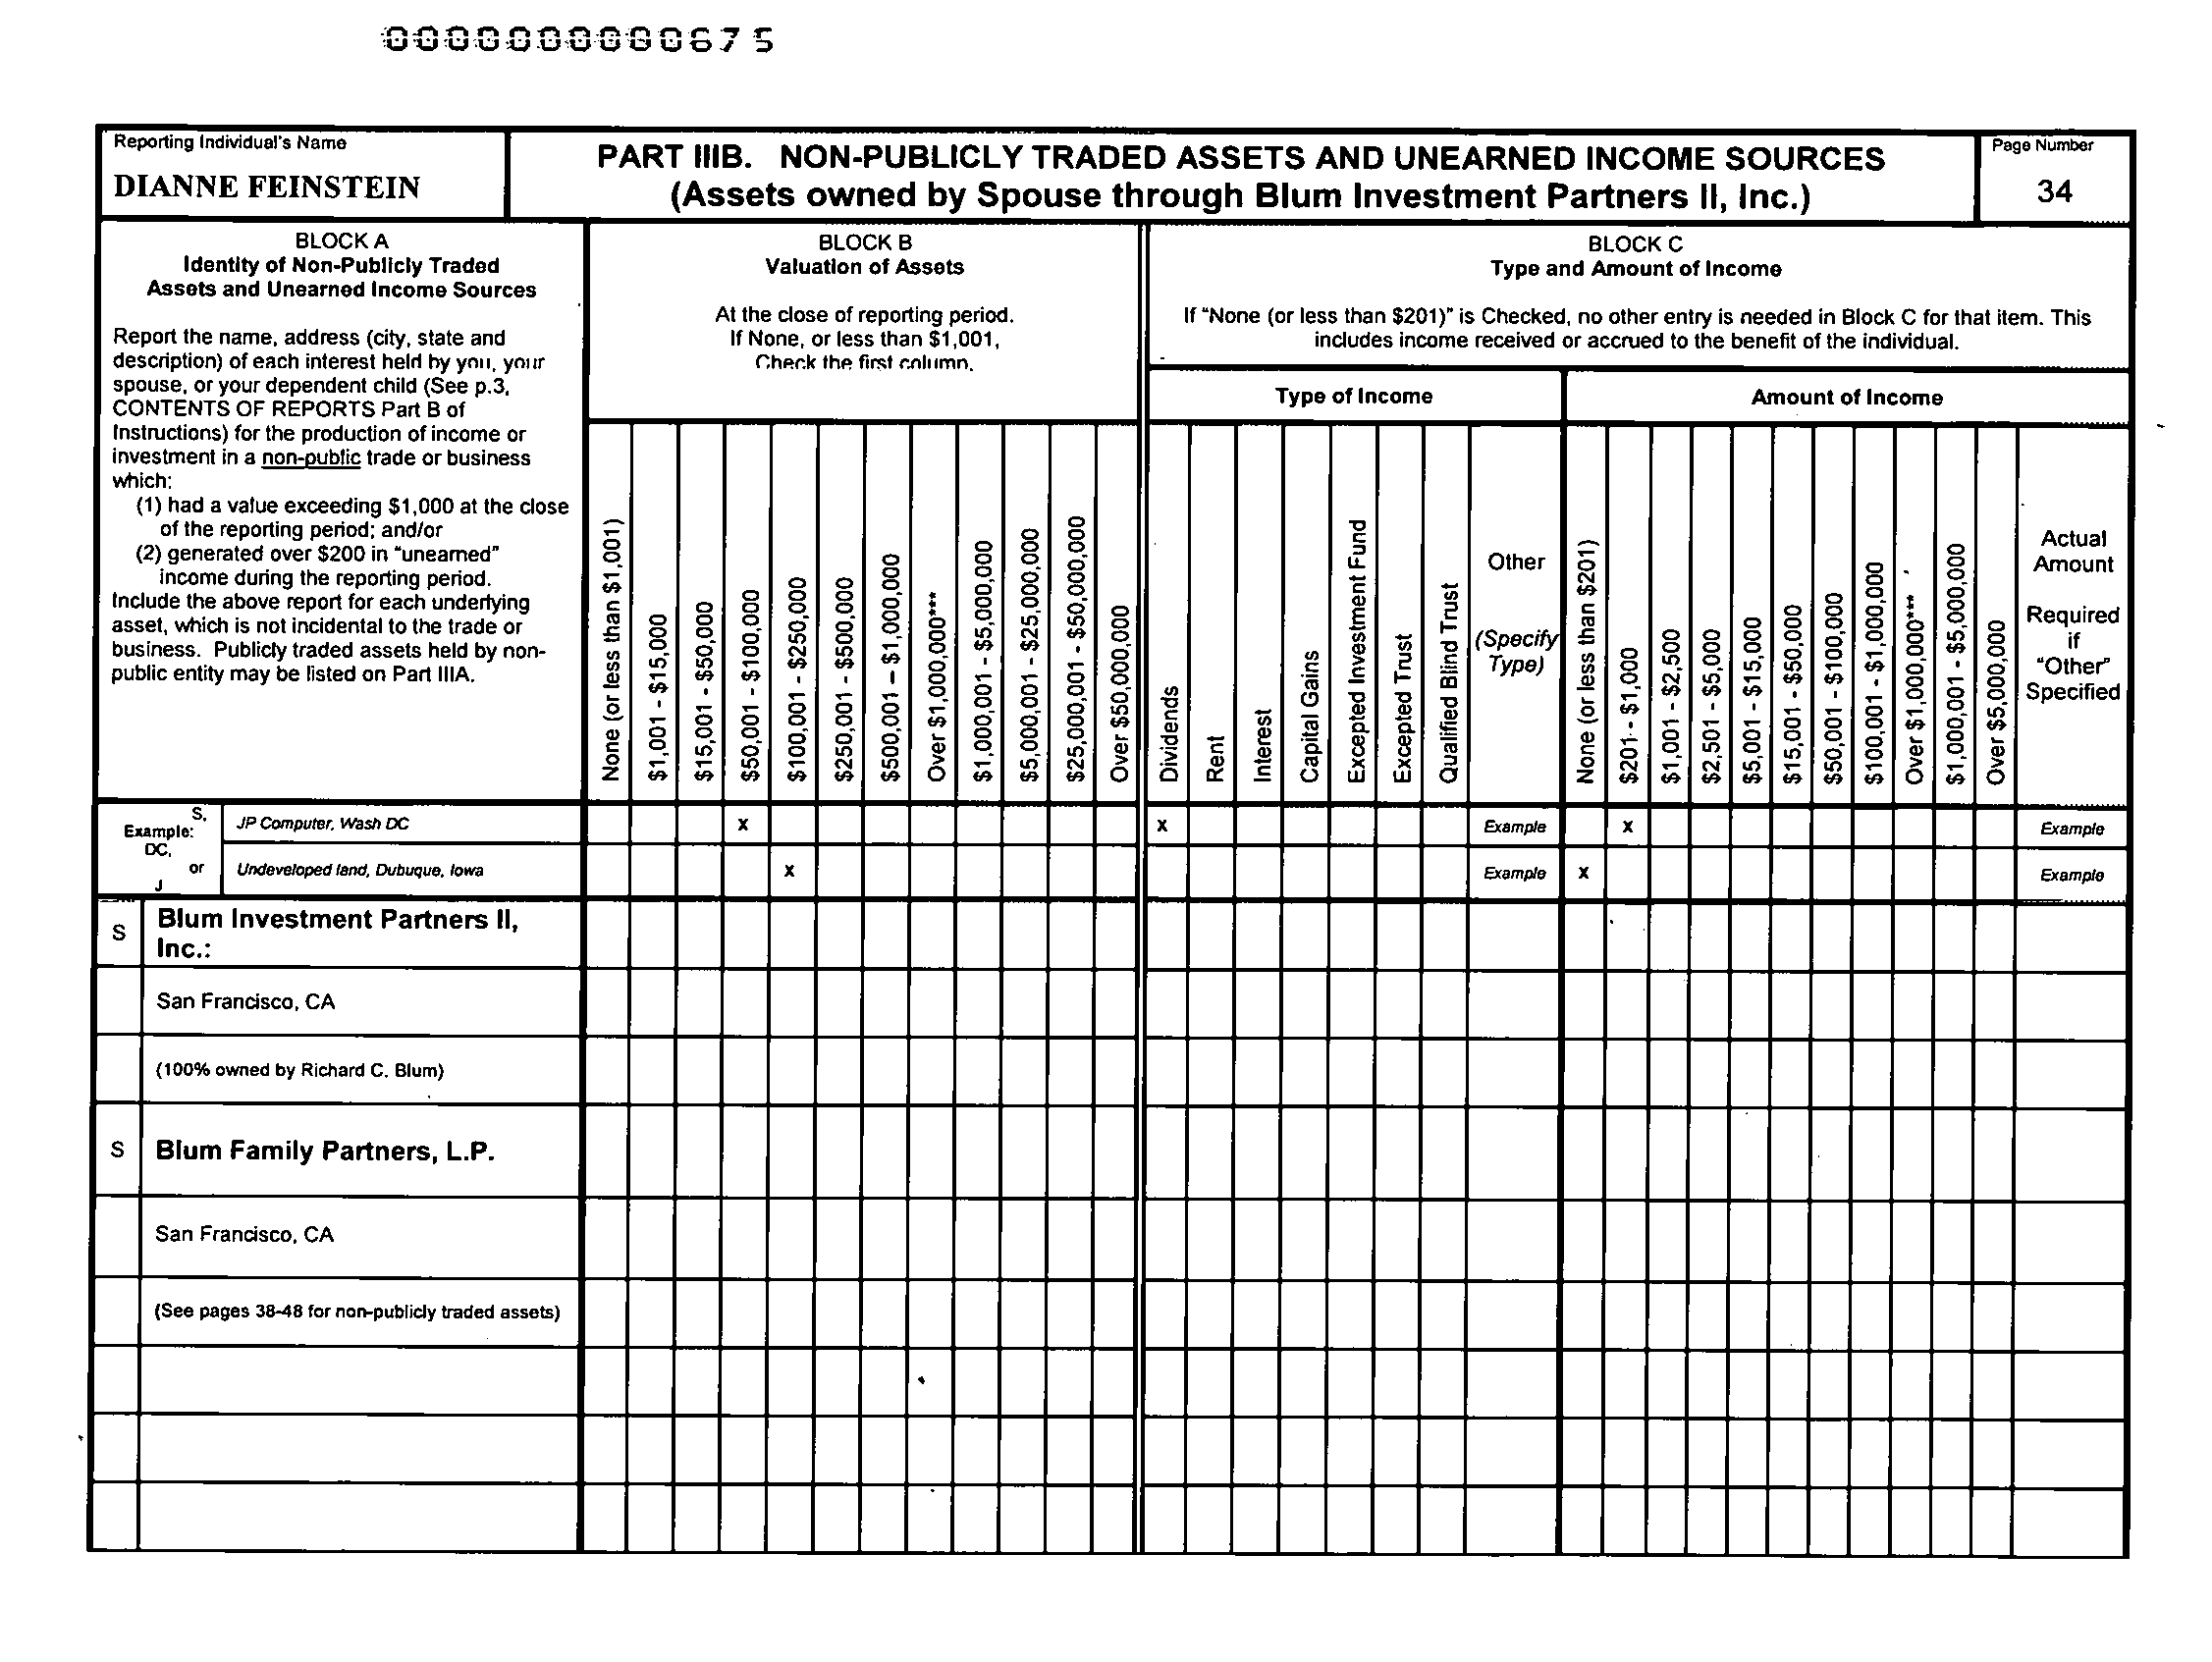 000000000675
Reporting Individual's Name
DIANNE FEINSTEIN
PART IIIB. NON-PUBLICLY TRADED ASSETS AND UNEARNED INCOME SOURCES
(Assets owned by Spouse through Blum Investment Partners II, Inc.)
Page Number
34
BLOCK A
Identity of Non-Publicly Traded
Assets and Unearned Income Sources
Report the name, address (city, state and
description) of each interest held by you, your
spouse, or your dependent child (See p.3,
CONTENTS OF REPORTS Part B of
Instructions) for the production of income or
investment in a non-public trade or business
which:
(1) had a value exceeding $1,000 at the close
of the reporting period; and/or
(2) generated over $200 in "unearned"
income during the reporting period.
Include the above report for each underlying
asset, which is not incidental to the trade or
business. Publicly traded assets held by non-
public entity may be listed on Part IIIA.
BLOCK B
Valuation of Assets
At the close of reporting period.
If None, or less than $1,001,
Check the first column.
BLOCK C
Type and Amount of Income
If "None (or less than $201)" is Checked, no other entry is needed in Block C for that item. This
includes income received or accrued to the benefit of the individual.
Type of Income
Amount of Income
None (or less than $1,001)
$1,001 - $15,000
$15,001 - $50,000
$50,001 - $100,000
$100,001 - $250,000
$250,001 - $500,000
$500,001 – $1,000,000
Over $1,000,000***
$1,000,001 - $5,000,000
$5,000,001 - $25,000,000
$25,000,001 - $50,000,000
Over $50,000,000
Dividends
Rent
Interest
Capital Gains
Excepted Investment Fund
Excepted Trust
Qualified Blind Trust
Other
(Specify
Type)
None (or less than $201)
$201 - $1,000
$1,001 - $2,500
$2,501 - $5,000
$5,001 - $15,000
$15,001 - $50,000
$50,001 - $100,000
$100,001 - $1,000,000
Over $1,000,000***
$1,000,001 - $5,000,000
Over $5,000,000
Actual
Amount
Required
if
"Other"
Specified
Example:
S,
DC,
or
J
JP Computer, Wash DC
X
X
Example
X
Example
Undeveloped land, Dubuque, Iowa
X
Example
X
Example
S
Blum Investment Partners II,
Inc.:
San Francisco, CA
(100% owned by Richard C. Blum)
S
Blum Family Partners, L.P.
San Francisco, CA
(See pages 38-48 for non-publicly traded assets)